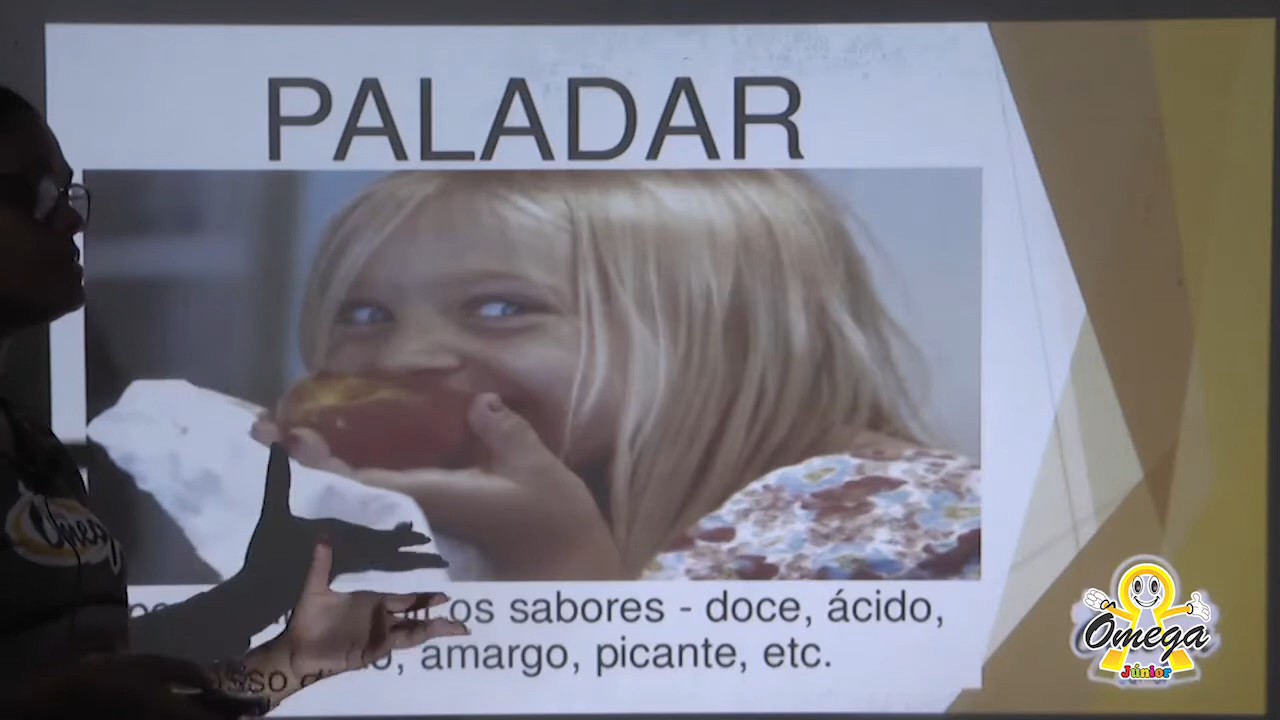 PALADAR
os sabores - doce, ácido,
amargo, picante, etc.
Ômega
Júnior